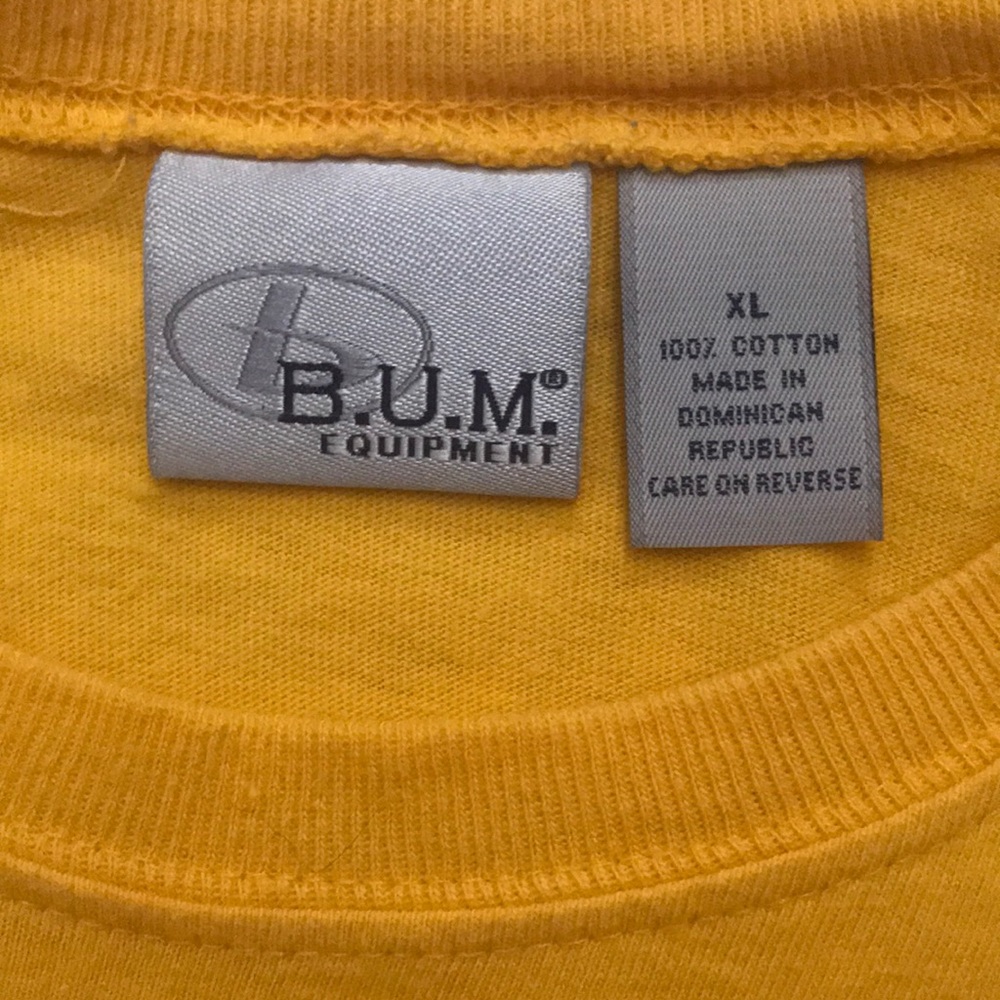 b
B.U.M.®
EQUIPMENT
XL
100% COTTON
MADE IN
DOMINICAN
REPUBLIC
CARE ON REVERSE